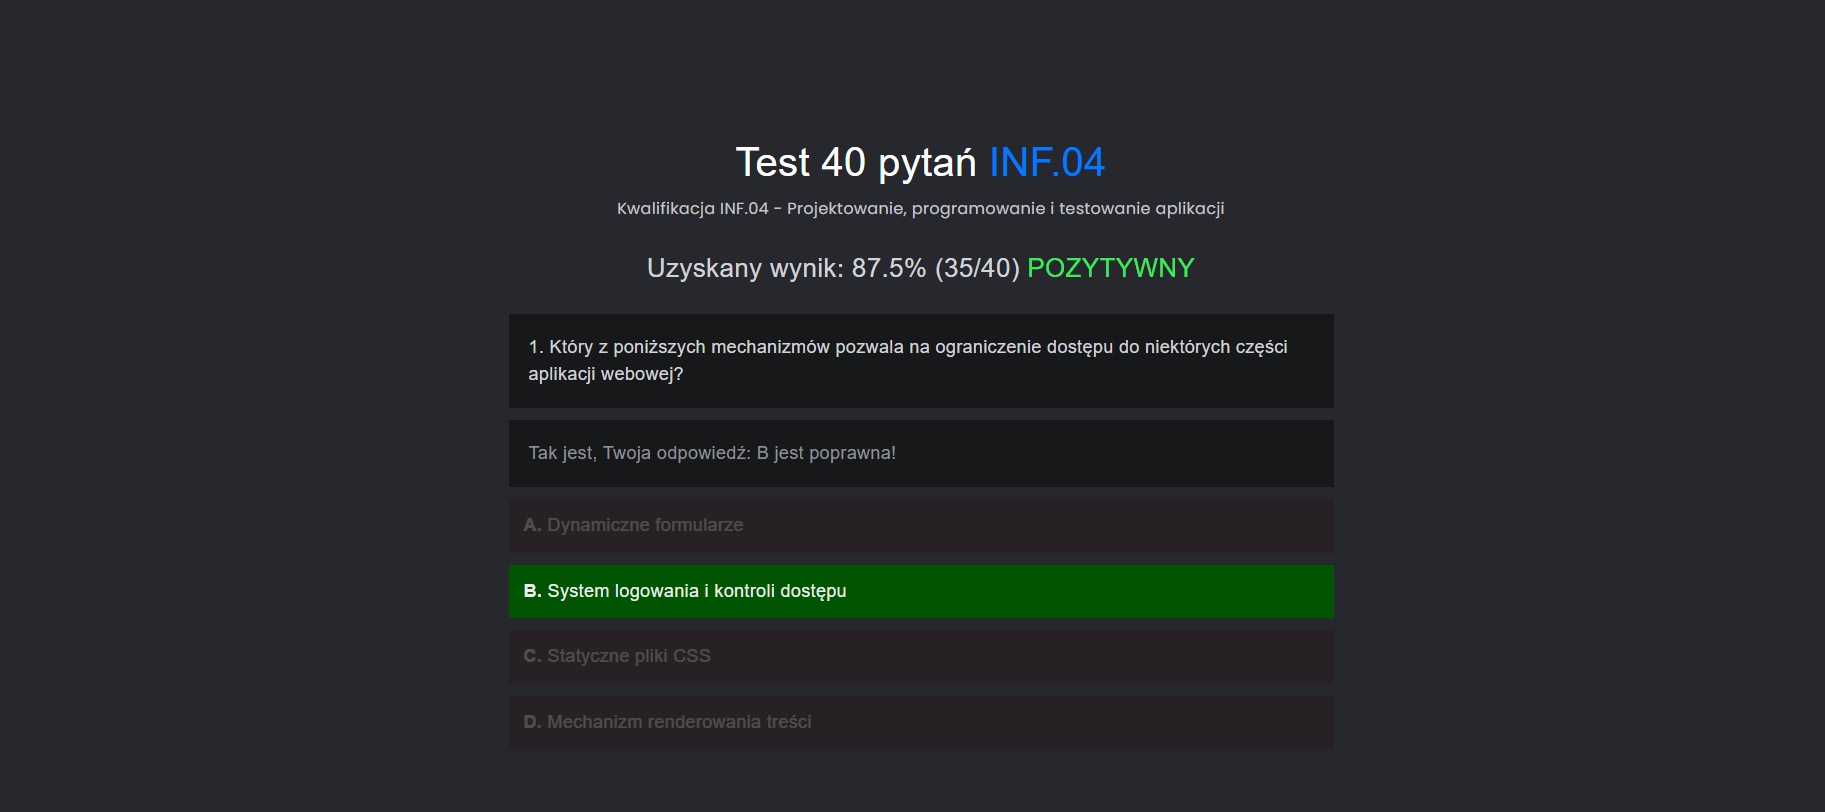 Test 40 pytań INF.04
Kwalifikacja INF.04 - Projektowanie, programowanie i testowanie aplikacji
Uzyskany wynik: 87.5% (35/40) POZYTYWNY
1. Który z poniższych mechanizmów pozwala na ograniczenie dostępu do niektórych części
aplikacji webowej?
Tak jest, Twoja odpowiedź: B jest poprawna!
A. Dynamiczne formularze
B. System logowania i kontroli dostępu
C. Statyczne pliki CSS
D. Mechanizm renderowania treści